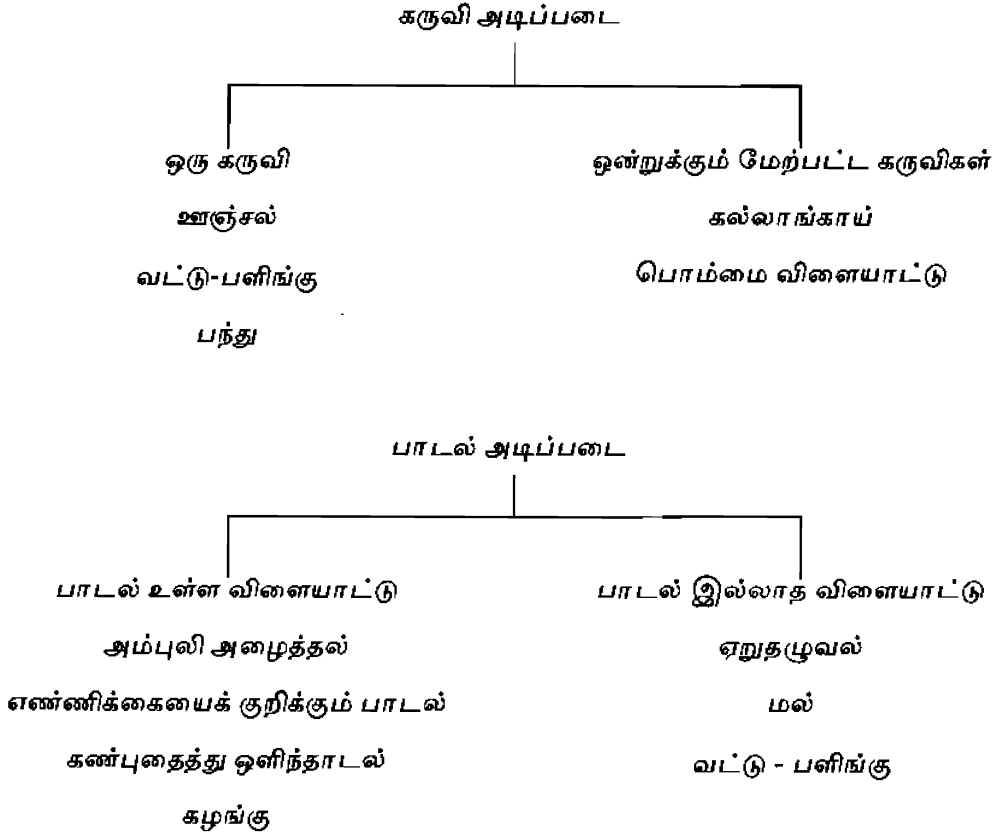 கருவி அடிப்படை
ஒரு கருவி
ஊஞ்சல்
வட்டு-பளிங்கு
பந்து
ஒன்றுக்கும் மேற்பட்ட கருவிகள்
கல்லாங்காய்
பொம்மை விளையாட்டு
பாடல் அடிப்படை
பாடல் உள்ள விளையாட்டு
அம்புலி அழைத்தல்
எண்ணிக்கையைக் குறிக்கும் பாடல்
கண்புதைத்து ஒளிந்தாடல்
கழங்கு
பாடல் இல்லாத விளையாட்டு
ஏறுதழுவல்
மல்
வட்டு - பளிங்கு